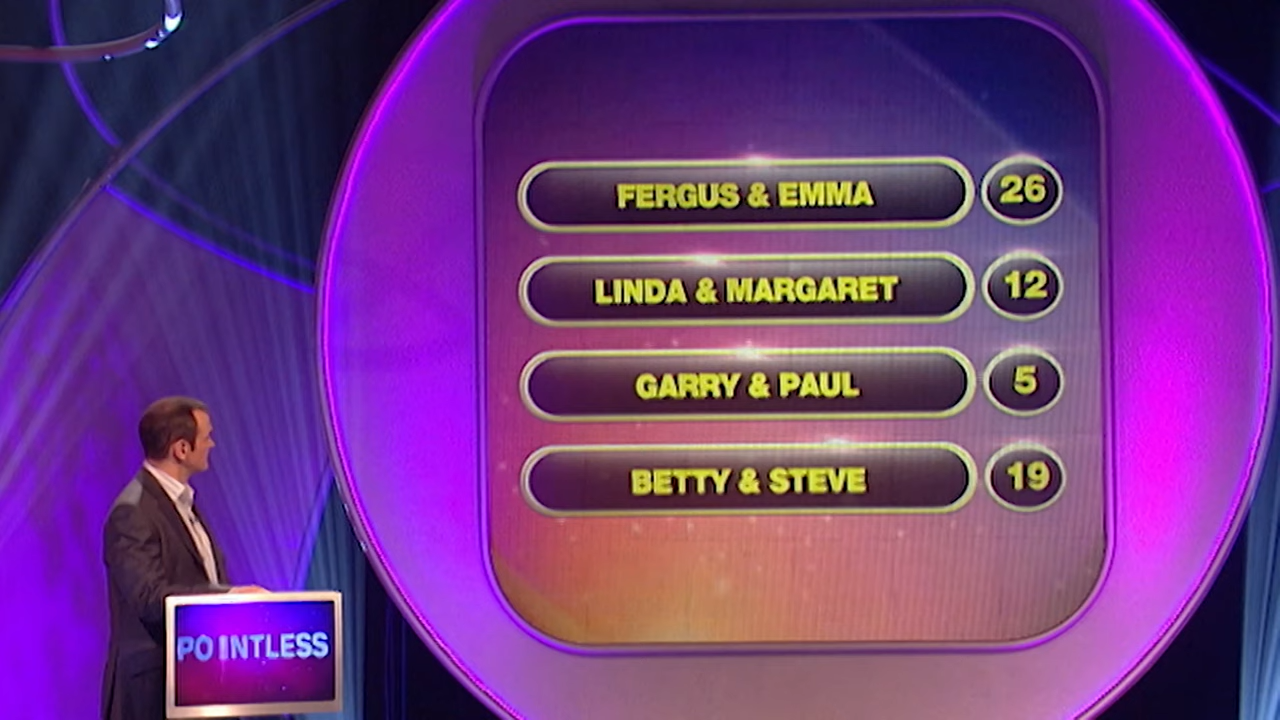 FERGUS & EMMA 26
LINDA & MARGARET 12
GARRY & PAUL 5
BETTY & STEVE 19
POINTLESS